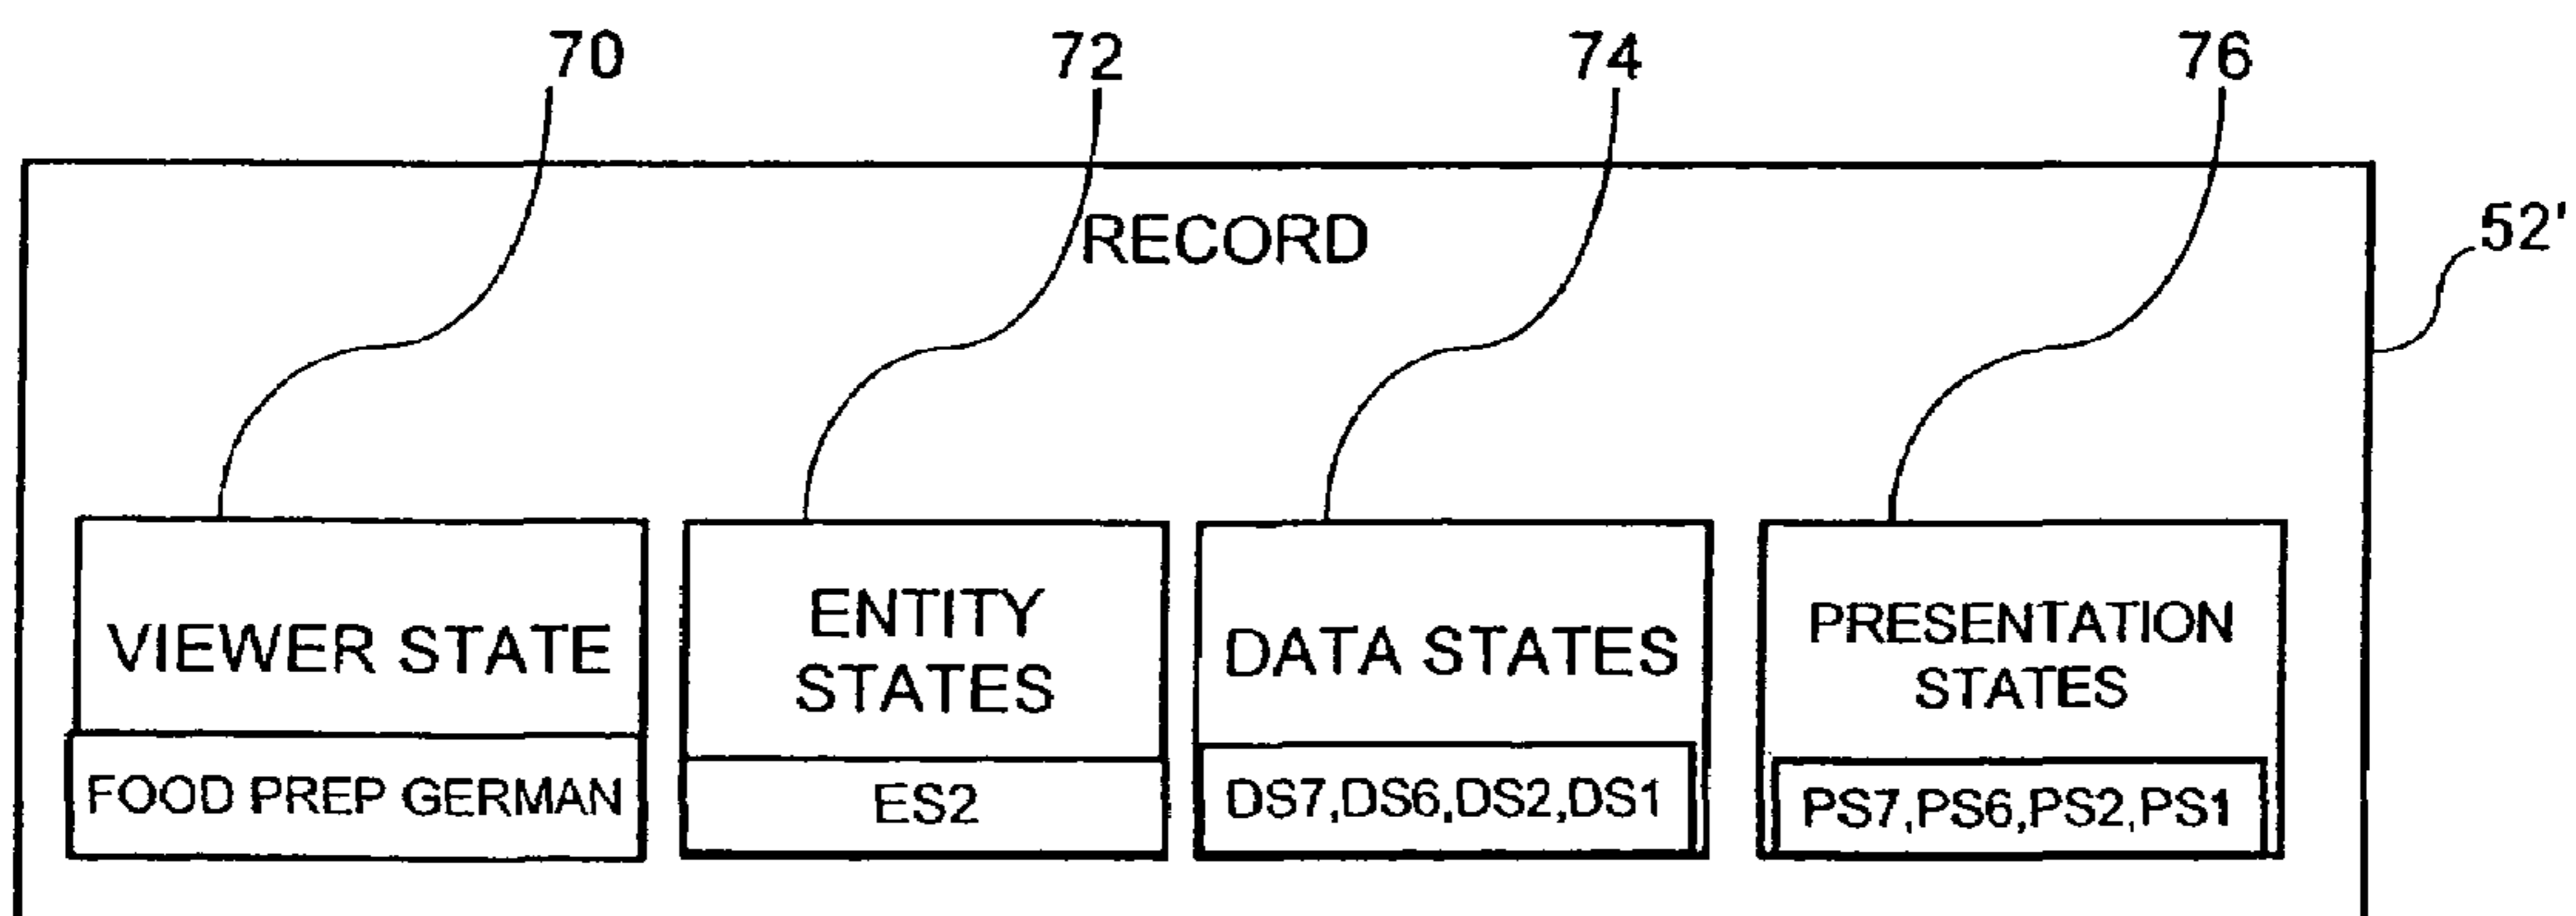 70 72 74 76
RECORD
52'
VIEWER STATE
FOOD PREP GERMAN
ENTITY
STATES
ES2
DATA STATES
DS7,DS6,DS2,DS1
PRESENTATION
STATES
PS7,PS6,PS2,PS1